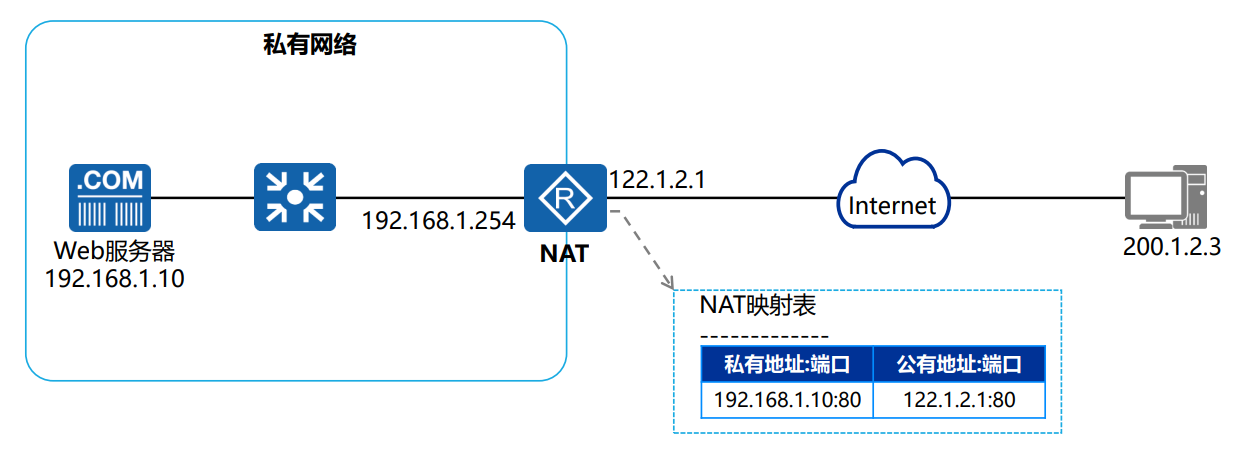 私有网络
.COM
R
122.1.2.1
192.168.1.254
Internet
Web服务器
192.168.1.10
NAT
200.1.2.3
NAT映射表
-------------
私有地址:端口 公有地址:端口
192.168.1.10:80 122.1.2.1:80